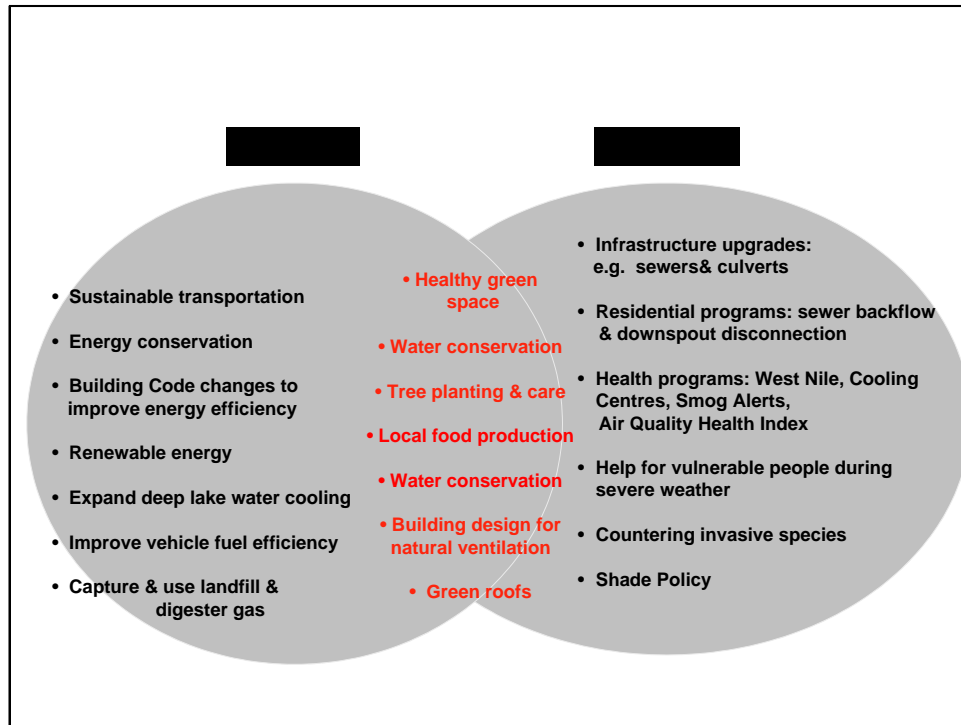 • Sustainable transportation
• Energy conservation
• Building Code changes to
improve energy efficiency
• Renewable energy
• Expand deep lake water cooling
• Improve vehicle fuel efficiency
• Capture & use landfill &
digester gas
• Healthy green
space
• Water conservation
• Tree planting & care
• Local food production
• Water conservation
• Building design for
natural ventilation
• Green roofs
• Infrastructure upgrades:
e.g. sewers& culverts
• Residential programs: sewer backflow
& downspout disconnection
• Health programs: West Nile, Cooling
Centres, Smog Alerts,
Air Quality Health Index
• Help for vulnerable people during
severe weather
• Countering invasive species
• Shade Policy